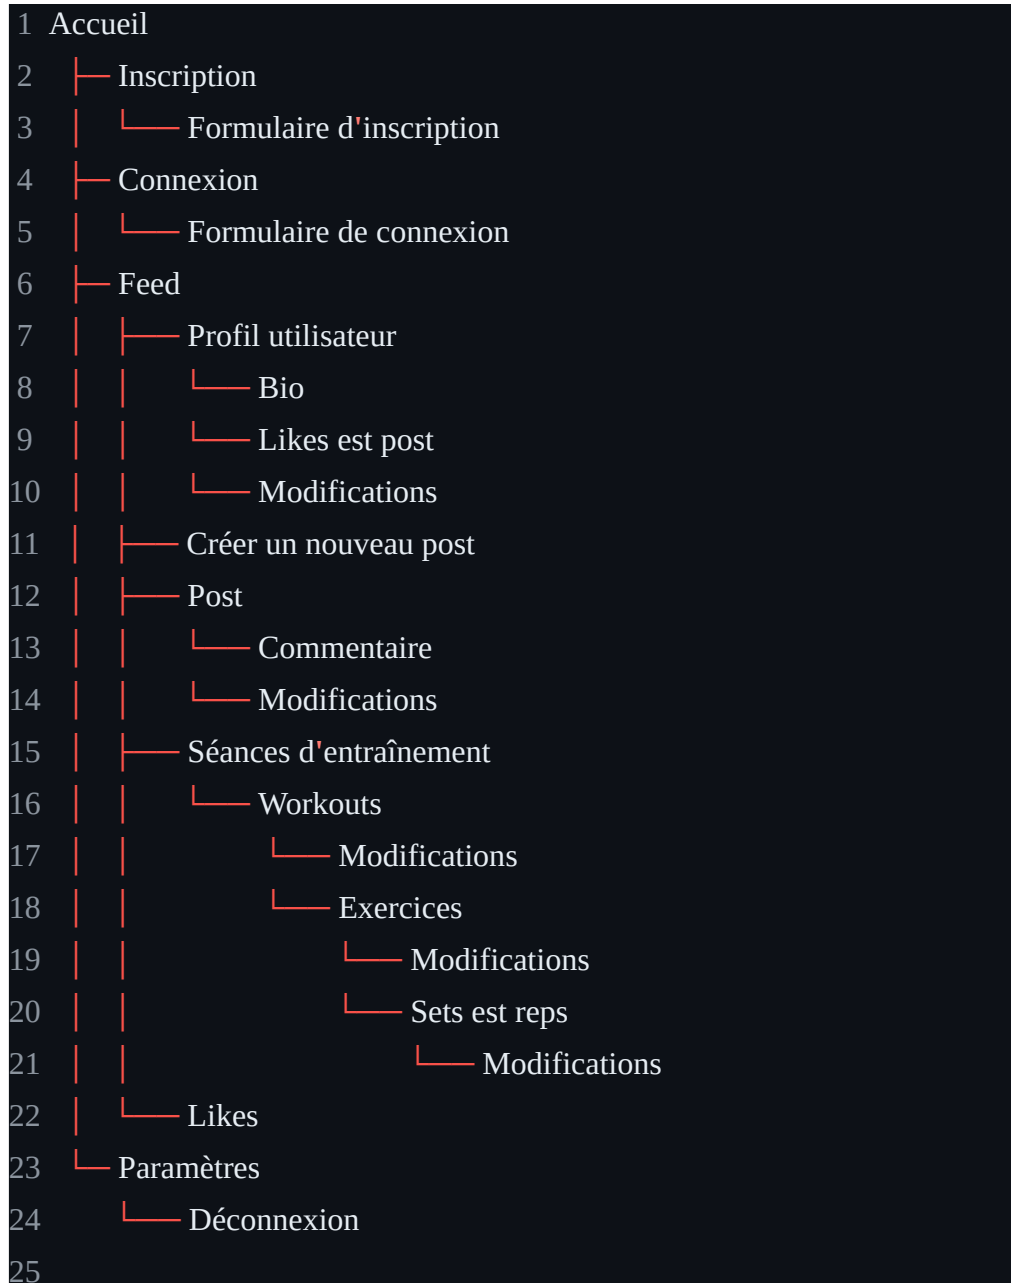 1 Accueil
2 ├─ Inscription
3 │ └── Formulaire d'inscription
4 ├─ Connexion
5 │ └── Formulaire de connexion
6 ├─ Feed
7 │ ├── Profil utilisateur
8 │ │ └── Bio
9 │ │ └── Likes est post
10 │ │ └── Modifications
11 │ ├── Créer un nouveau post
12 │ ├── Post
13 │ │ └── Commentaire
14 │ │ └── Modifications
15 │ ├── Séances d'entraînement
16 │ │ └── Workouts
17 │ │ └── Modifications
18 │ │ └── Exercices
19 │ │ └── Modifications
20 │ │ └── Sets est reps
21 │ │ └── Modifications
22 │ └── Likes
23 └─ Paramètres
24 └── Déconnexion
25